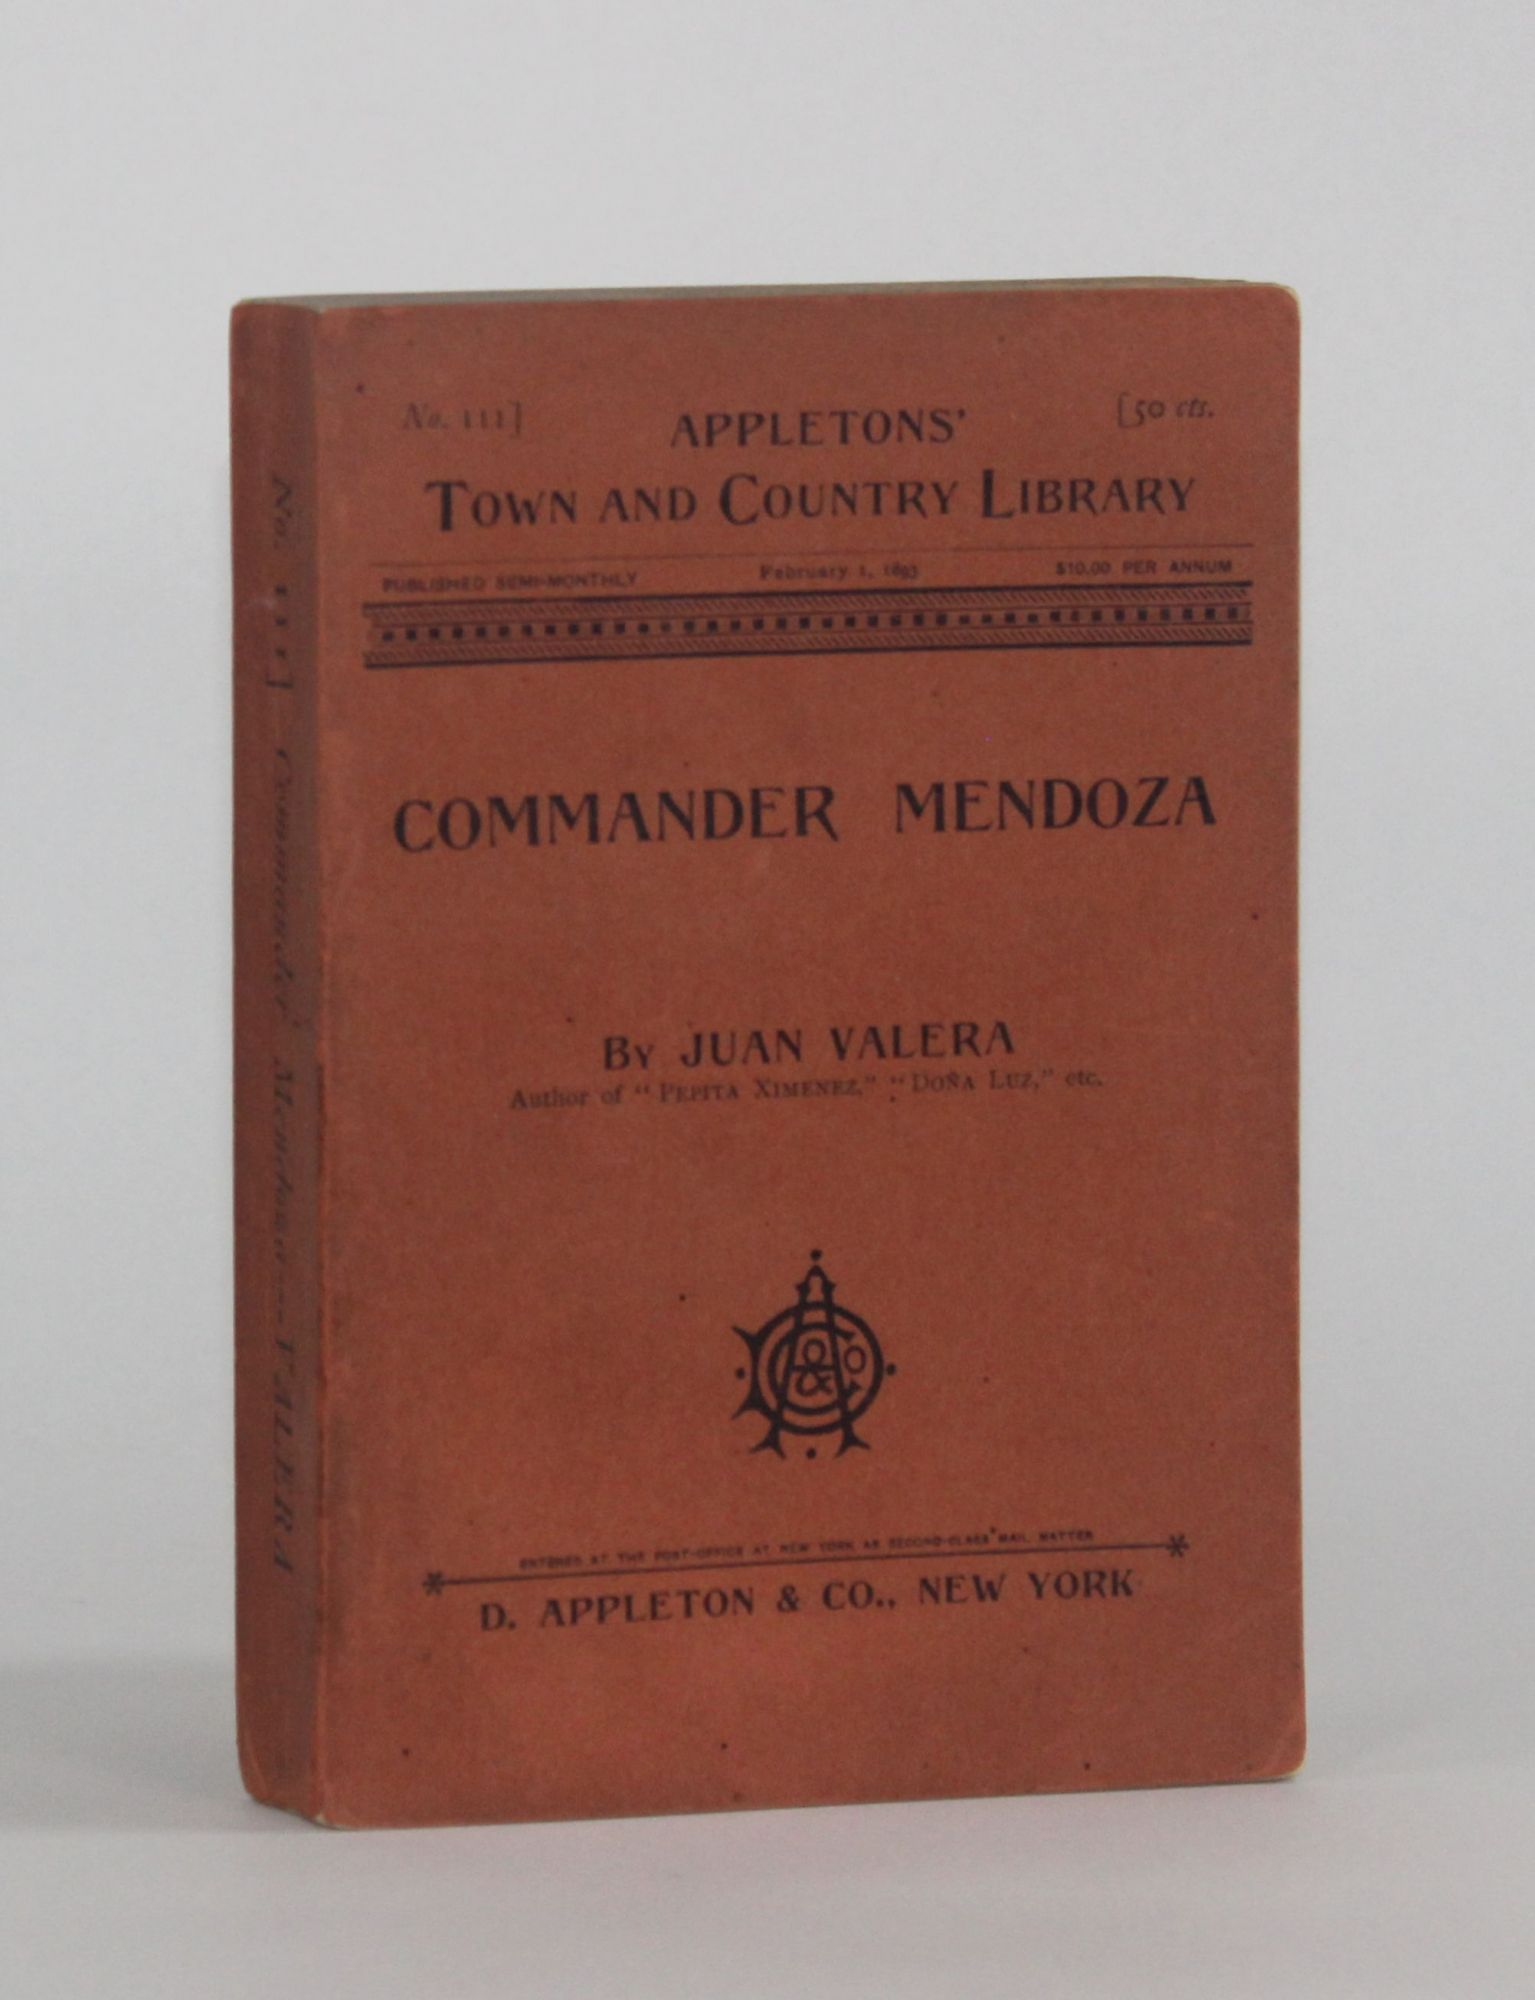 No. 111]
[50 cts.
APPLETONS'
TOWN AND COUNTRY LIBRARY
PUBLISHED SEMI-MONTHLY February 1, 1893 $10.00 PER ANNUM
COMMANDER MENDOZA
BY JUAN VALERA
Author of "PEPITA XIMENEZ," "DOÑA LUZ," etc.
A & Co
ENTERED AT THE POST-OFFICE AT NEW YORK AS SECOND-CLASS MAIL MATTER
D. APPLETON & CO., NEW YORK
No. 111] Commander Mendoza—VALERA